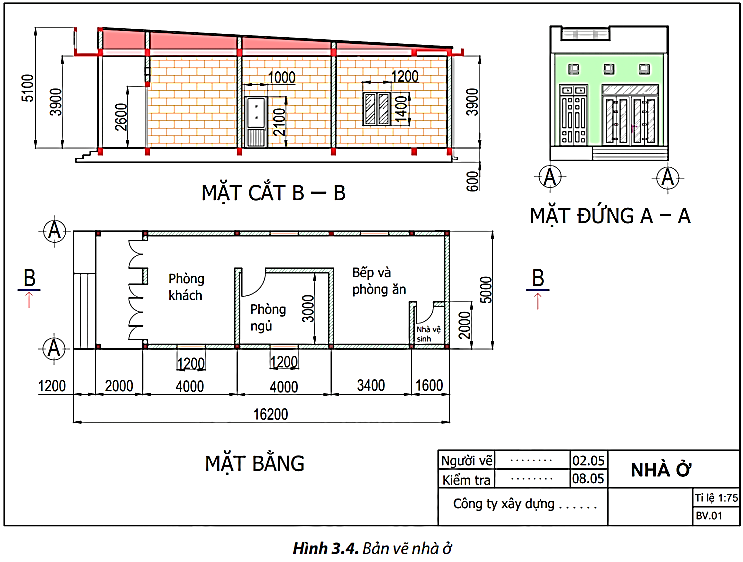 5100
3900
2600
1000
2100
1200
1400
3900
600
MẶT CẮT B – B
A
A
MẶT ĐỨNG A – A
A
B
Phòng
khách
Phòng
ngủ
3000
Bếp và
phòng ăn
Nhà vệ
sinh
2000
5000
B
A
1200
1200
1200
2000
4000
4000
3400
1600
16200
MẶT BẰNG
Người vẽ ........ 02.05
Kiểm tra ........ 08.05
NHÀ Ở
Công ty xây dựng ......
Tỉ lệ 1:75
BV.01
Hình 3.4. Bản vẽ nhà ở